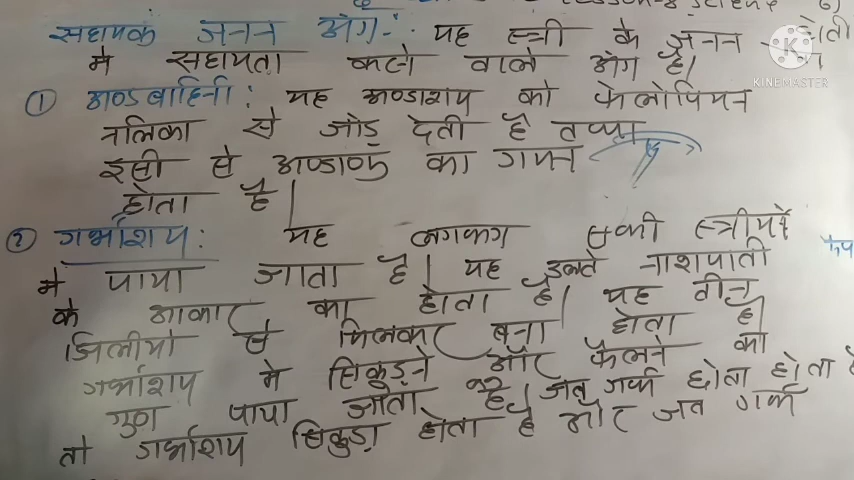 सहायक जनन अंग:- यह स्त्री के जनन
मे सहायता करने वाले अंग है।
① अण्डवाहिनी: यह अण्डाशय को फेलोपियन
नलिका से जोड़ देती है तथा
इसी से अण्डाणु का गमन
होता है।
② गर्भाशय: यह लगभग सभी स्त्रीयों
मे पाया जाता है। यह उलटे नाशपाती
के आकार का होता है। यह तीन
झिलीयो से मिलकर बना होता है।
गर्भाशय मे सिकुड़ने और फैलने का
गुण पाया जाता है। जब गर्भ छोटा होता है
तो गर्भाशय सिकुड़ा होता है और जब गर्भ
KINEMASTER